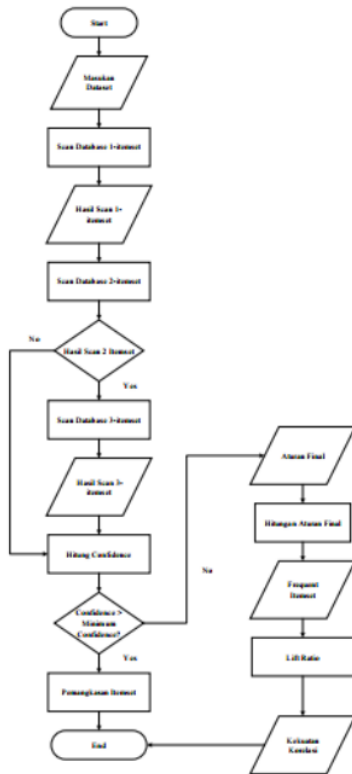 Start
Masukan
Dataset
Scan Database 1-itemset
Hasil Scan 1-
itemset
Scan Database 2-itemset
No
Hasil Scan 2 Itemset
Yes
Scan Database 3-itemset
Hasil Scan 3-
itemset
Hitung Confidence
Confidence >
Minimum
Confidence?
Yes
Pemangkasan Itemset
End
No
Aturan Final
Hitungan Aturan Final
Frequent
Itemset
Lift Ratio
Kekuatan
Korelasi